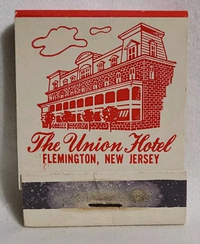 The Union Hotel
FLEMINGTON, NEW JERSEY